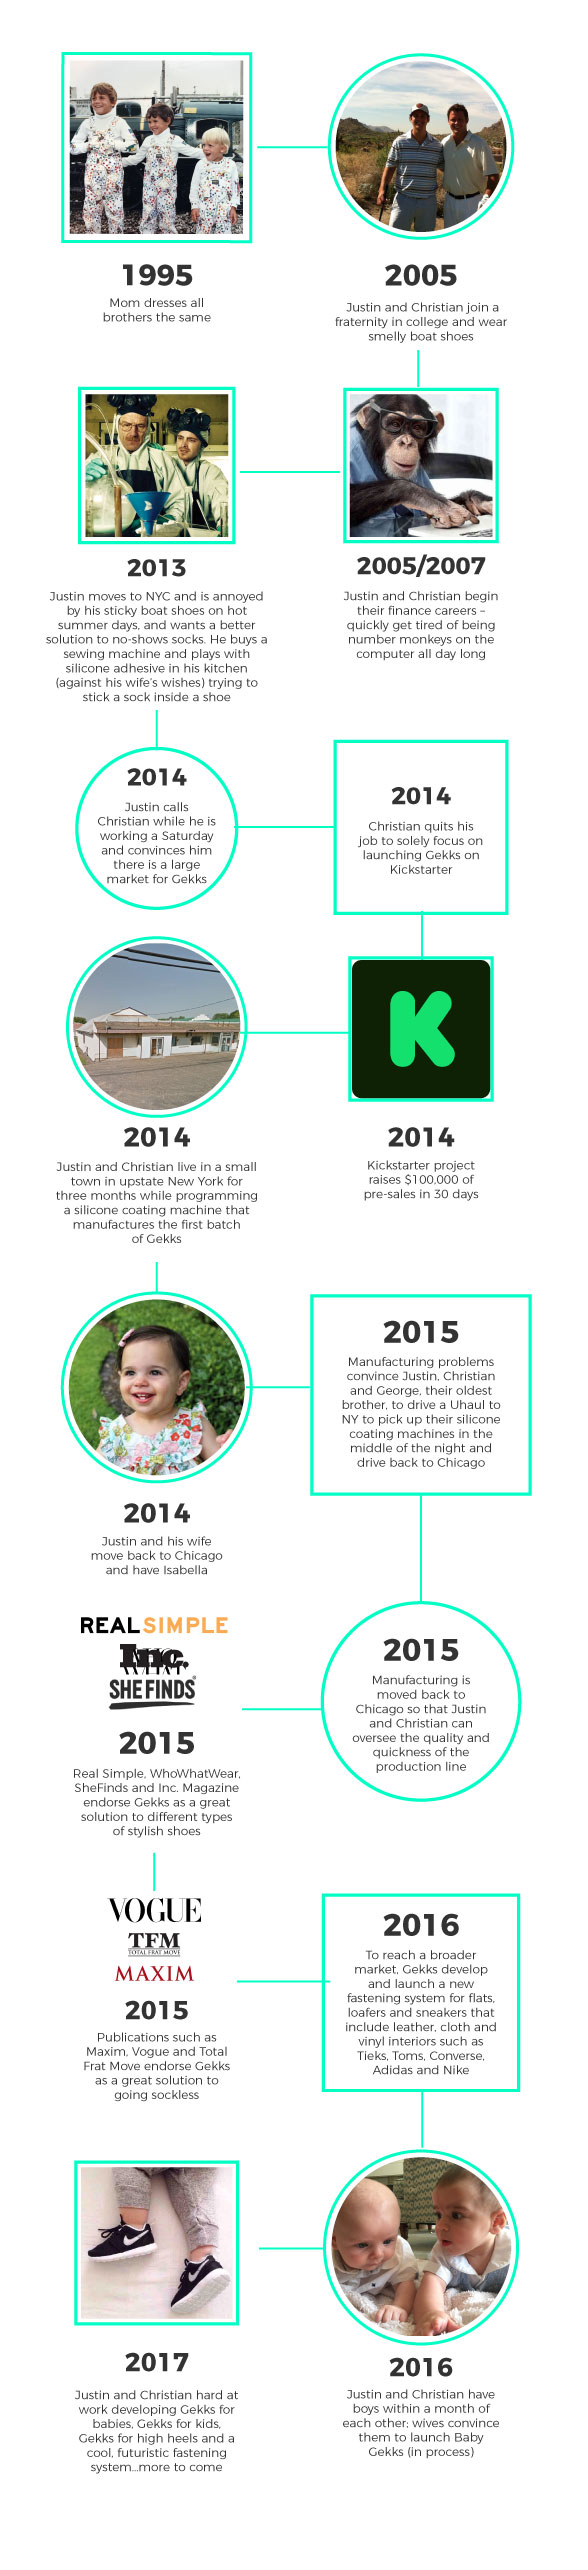 1995
Mom dresses all
brothers the same
2005
Justin and Christian join a
fraternity in college and wear
smelly boat shoes
2005/2007
Justin and Christian begin
their finance careers –
quickly get tired of being
number monkeys on the
computer all day long
2013
Justin moves to NYC and is annoyed
by his sticky boat shoes on hot
summer days, and wants a better
solution to no-shows socks. He buys a
sewing machine and plays with
silicone adhesive in his kitchen
(against his wife's wishes) trying to
stick a sock inside a shoe
2014
Justin calls
Christian while he is
working a Saturday
and convinces him
there is a large
market for Gekks
2014
Christian quits his
job to solely focus on
launching Gekks on
Kickstarter
K
2014
Kickstarter project
raises $100,000 of
pre-sales in 30 days
2014
Justin and Christian live in a small
town in upstate New York for
three months while programming
a silicone coating machine that
manufactures the first batch
of Gekks
2014
Justin and his wife
move back to Chicago
and have Isabella
2015
Manufacturing problems
convince Justin, Christian
and George, their oldest
brother, to drive a Uhaul to
NY to pick up their silicone
coating machines in the
middle of the night and
drive back to Chicago
2015
Manufacturing is
moved back to
Chicago so that Justin
and Christian can
oversee the quality and
quickness of the
production line
REAL SIMPLE
Inc.
WHAT
SHEFINDS
2015
Real Simple, WhoWhatWear,
SheFinds and Inc. Magazine
endorse Gekks as a great
solution to different types
of stylish shoes
VOGUE
TFM
TOTAL FRAT MOVE
MAXIM
2015
Publications such as
Maxim, Vogue and Total
Frat Move endorse Gekks
as a great solution to
going sockless
2016
To reach a broader
market, Gekks develop
and launch a new
fastening system for flats,
loafers and sneakers that
include leather, cloth and
vinyl interiors such as
Tieks, Toms, Converse,
Adidas and Nike
2016
Justin and Christian have
boys within a month of
each other; wives convince
them to launch Baby
Gekks (in process)
2017
Justin and Christian hard at
work developing Gekks for
babies, Gekks for kids,
Gekks for high heels and a
cool, futuristic fastening
system...more to come